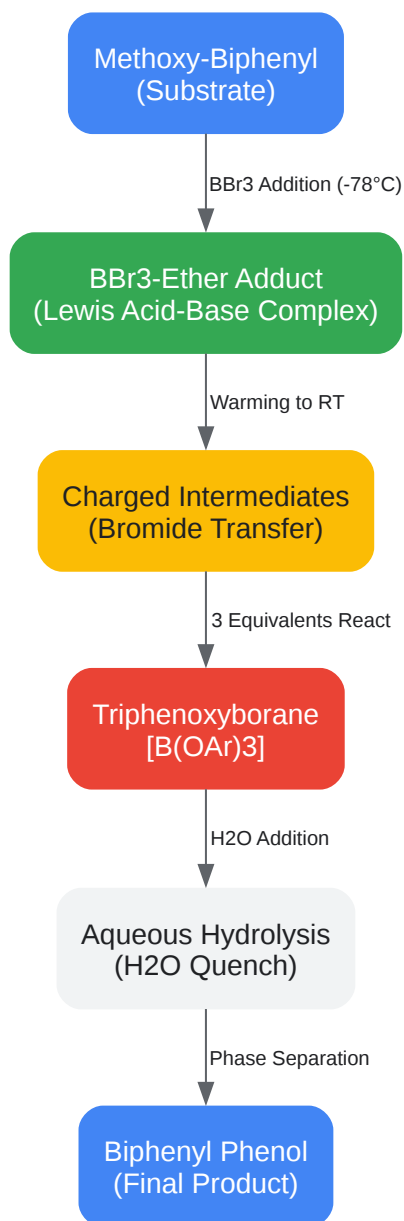 Methoxy-Biphenyl
(Substrate)
BBr3 Addition (-78°C)
BBr3-Ether Adduct
(Lewis Acid-Base Complex)
Warming to RT
Charged Intermediates
(Bromide Transfer)
3 Equivalents React
Triphenoxyborane
[B(OAr)3]
H2O Addition
Aqueous Hydrolysis
(H2O Quench)
Phase Separation
Biphenyl Phenol
(Final Product)